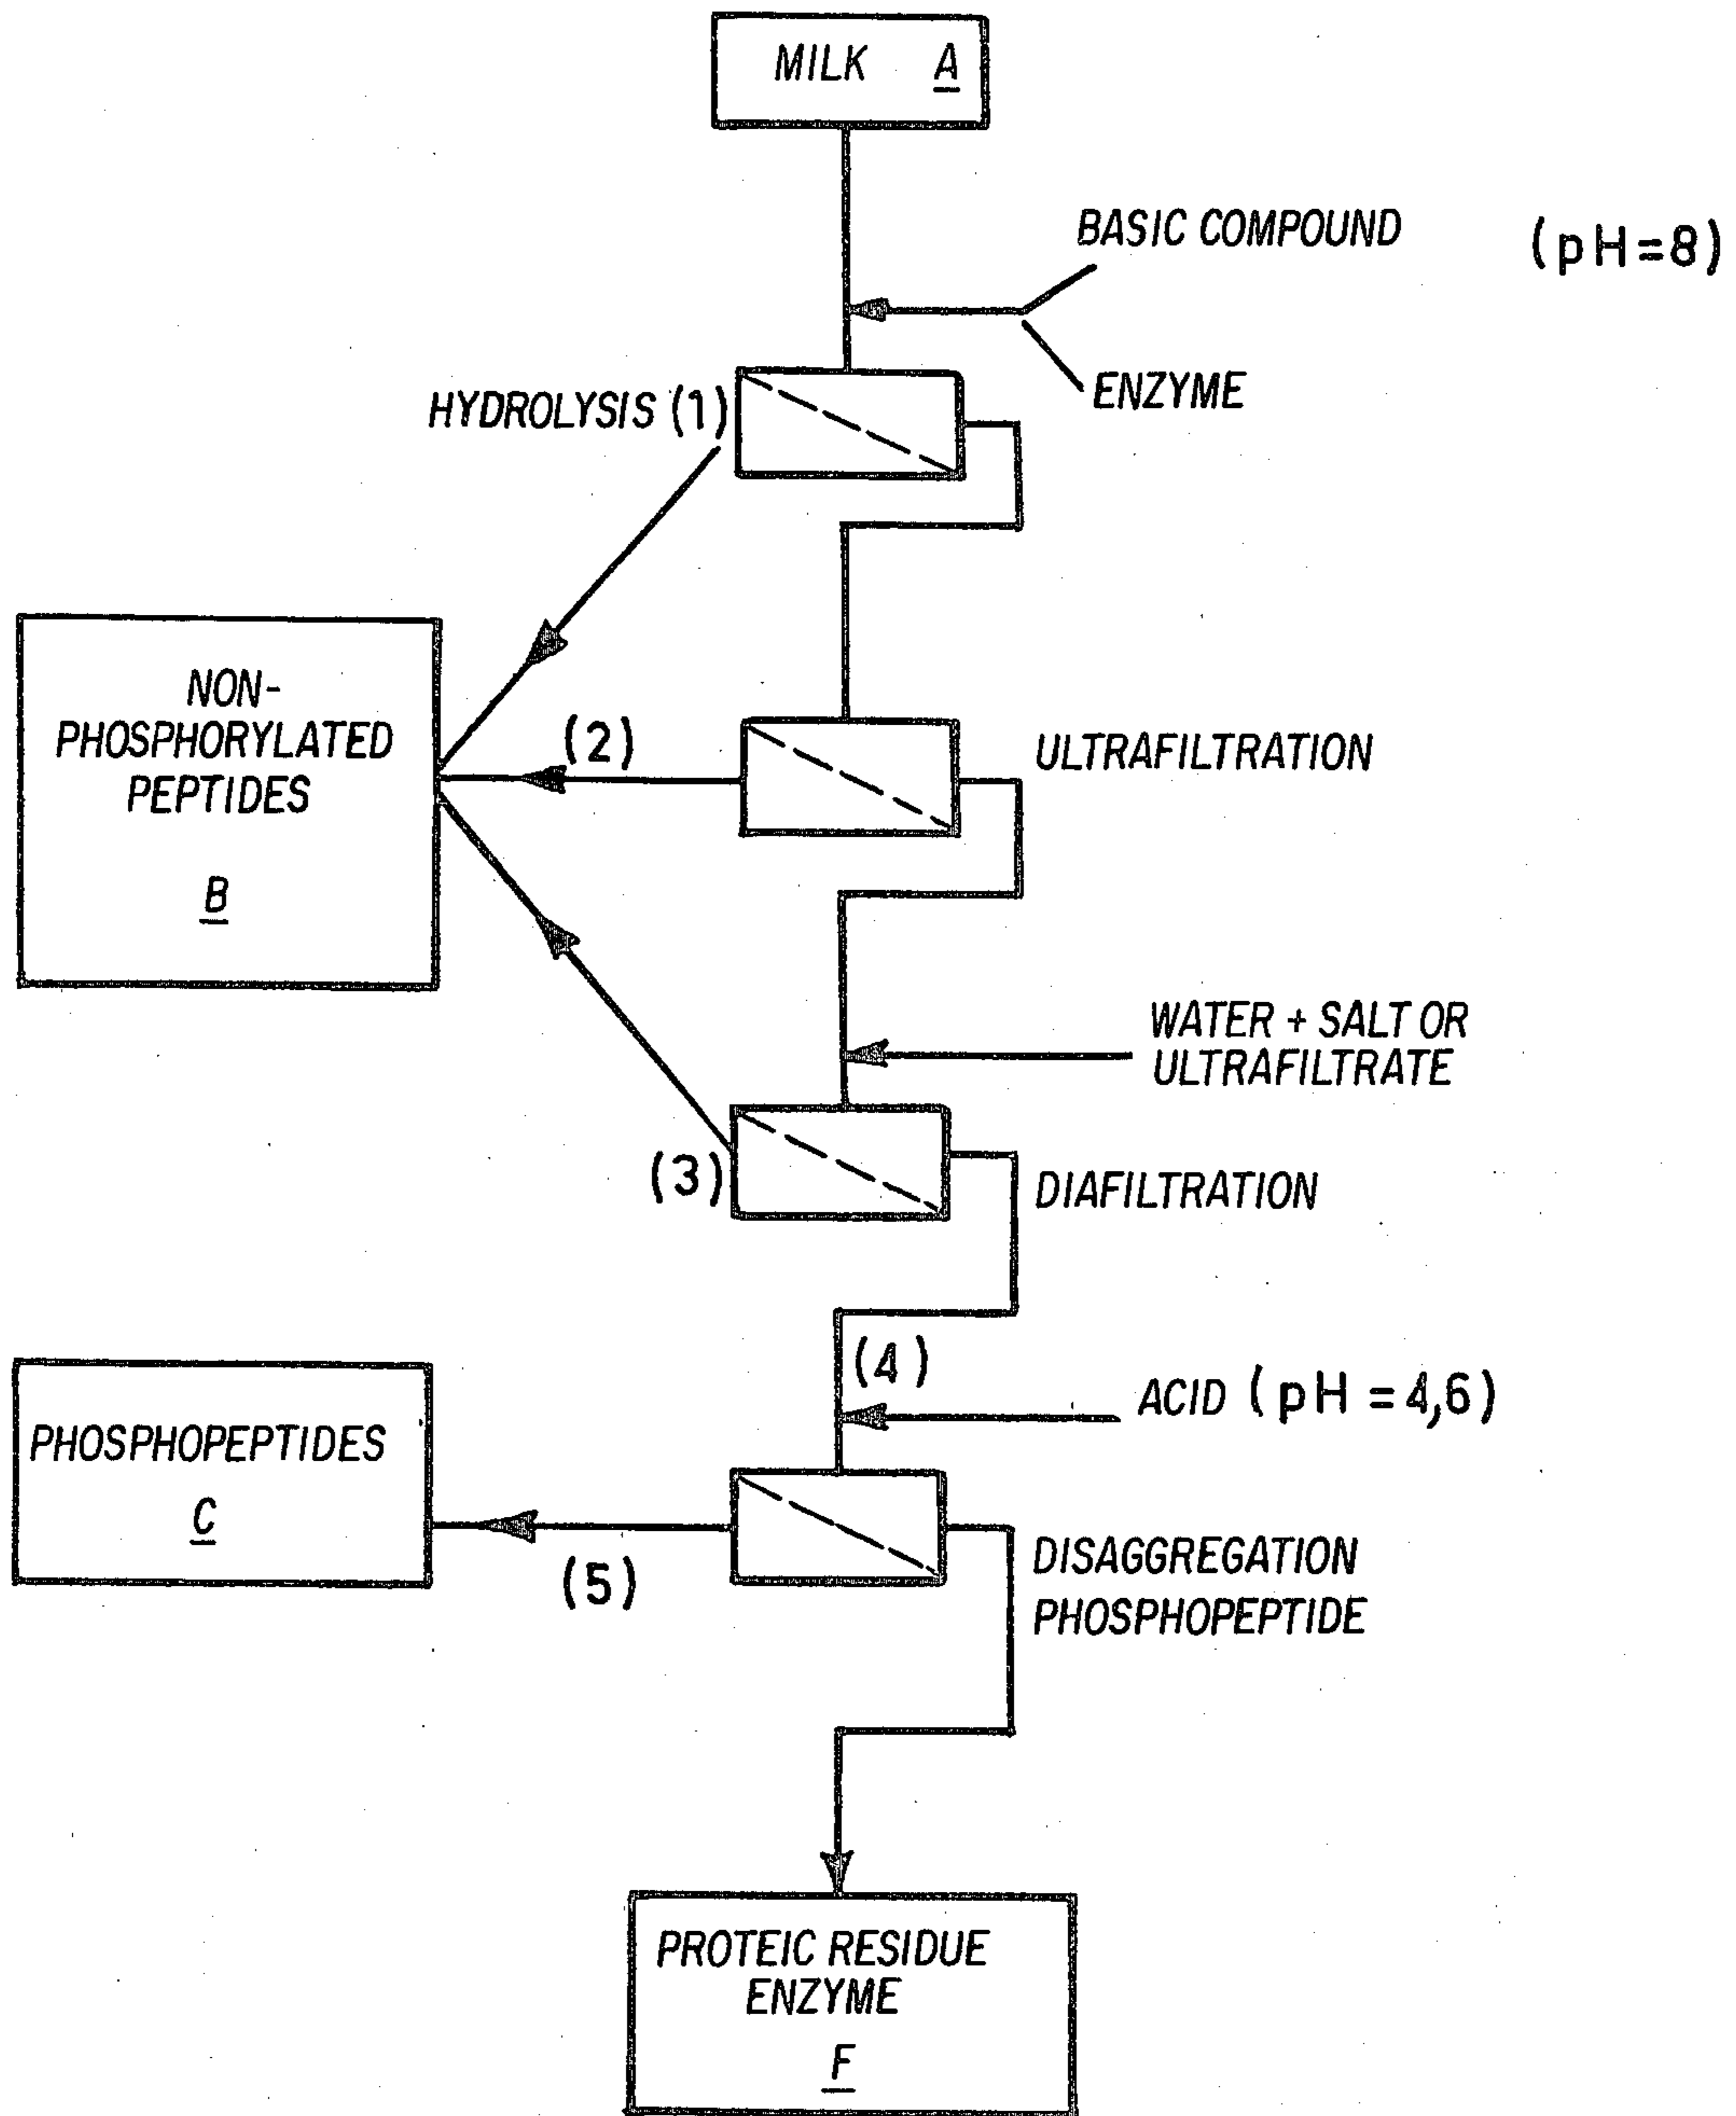 MILK A
BASIC COMPOUND (pH=8)
ENZYME
HYDROLYSIS (1)
NON-
PHOSPHORYLATED
PEPTIDES
B
(2)
ULTRAFILTRATION
WATER + SALT OR
ULTRAFILTRATE
(3)
DIAFILTRATION
(4)
ACID (pH = 4,6)
PHOSPHOPEPTIDES
C
(5)
DISAGGREGATION
PHOSPHOPEPTIDE
PROTEIC RESIDUE
ENZYME
F